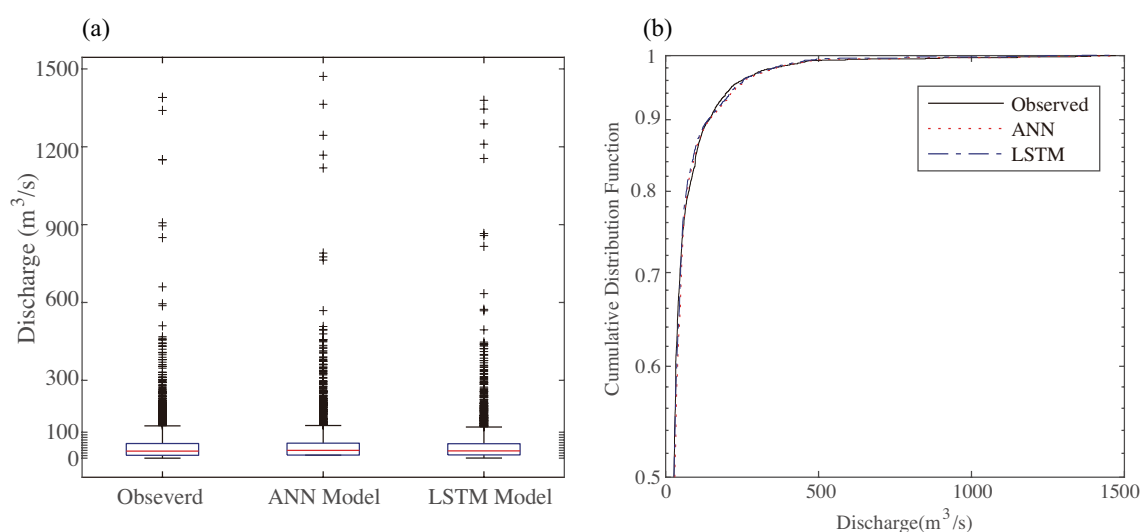 (a)
1500
1200
900
600
300
100
0
Discharge (m³/s)
Obseverd
ANN Model
LSTM Model
(b)
1
0.9
0.8
0.7
0.6
0.5
Cumulative Distribution Function
Observed
ANN
LSTM
0
500
1000
1500
Discharge(m³/s)